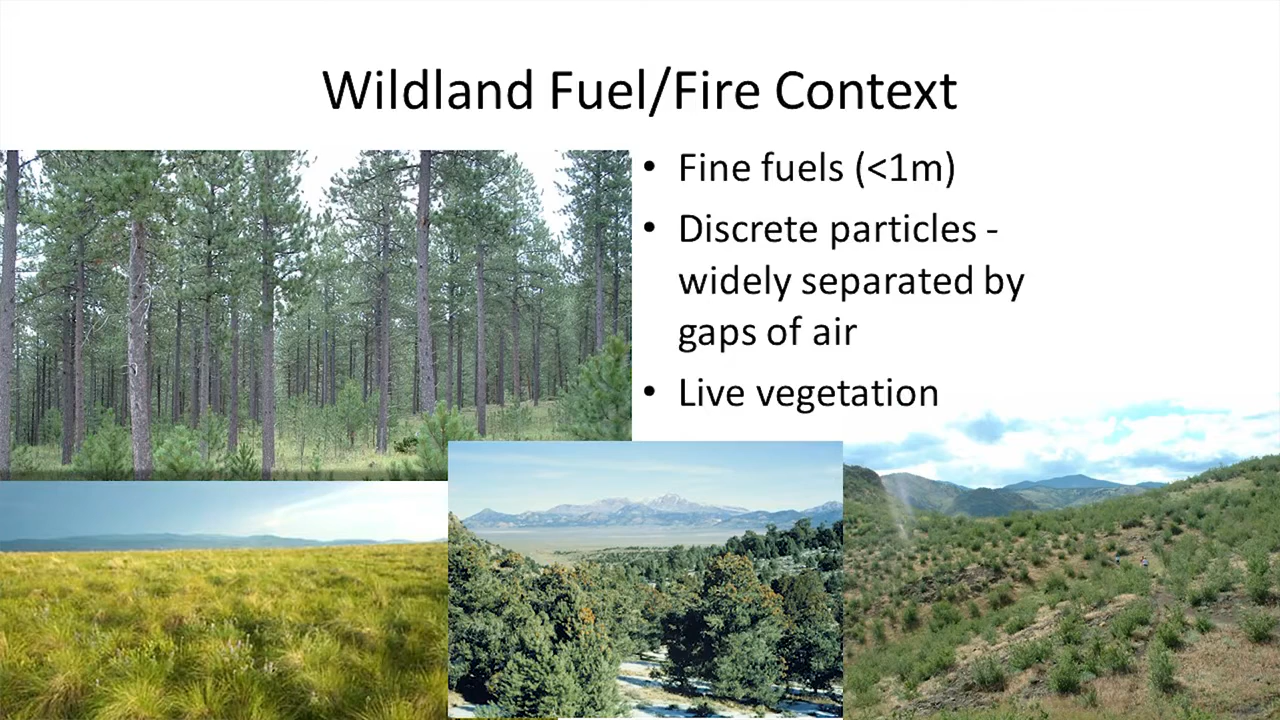 Wildland Fuel/Fire Context
• Fine fuels (<1m)
• Discrete particles -
widely separated by
gaps of air
• Live vegetation